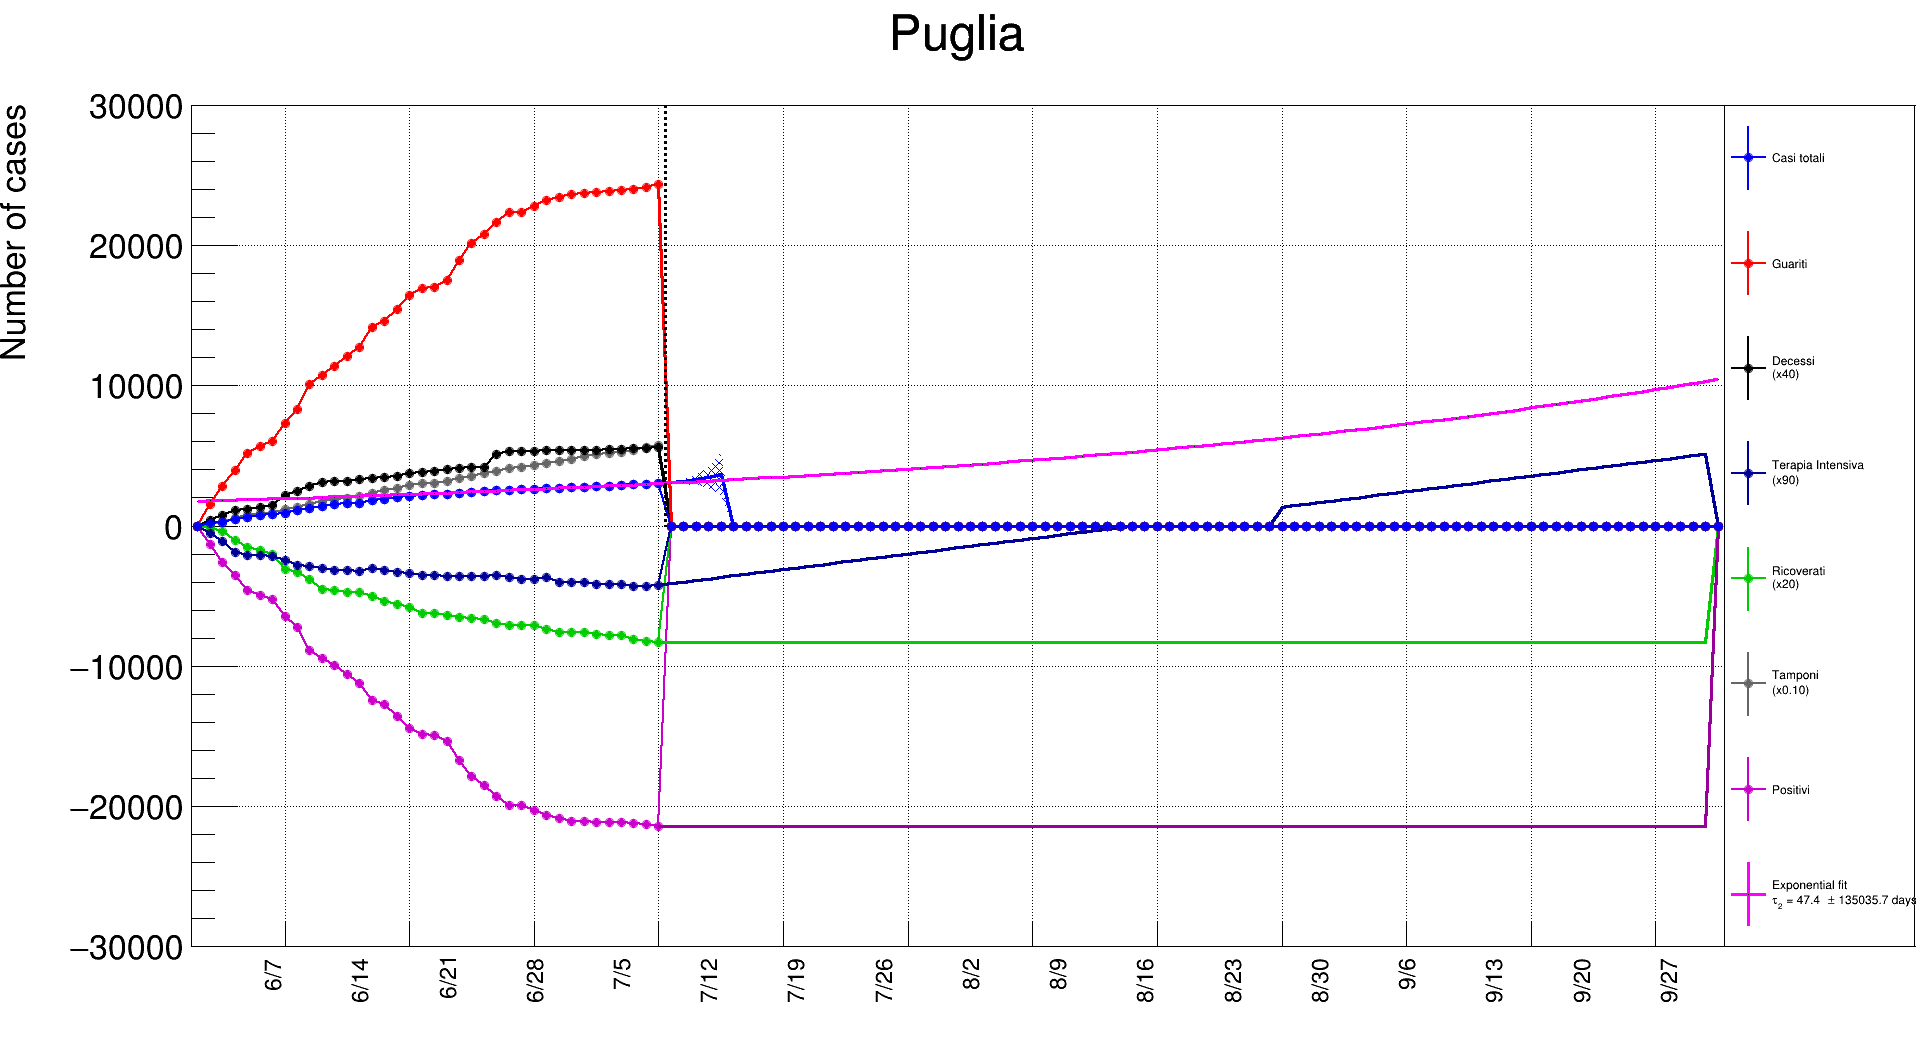 Puglia
Number of cases
30000
20000
10000
0
−10000
−20000
−30000
6/7
6/14
6/21
6/28
7/5
7/12
7/19
7/26
8/2
8/9
8/16
8/23
8/30
9/6
9/13
9/20
9/27
Casi totali
Guariti
Decessi
(x40)
Terapia Intensiva
(x90)
Ricoverati
(x20)
Tamponi
(x0.10)
Positivi
Exponential fit
τ2 = 47.4 ± 135035.7 days